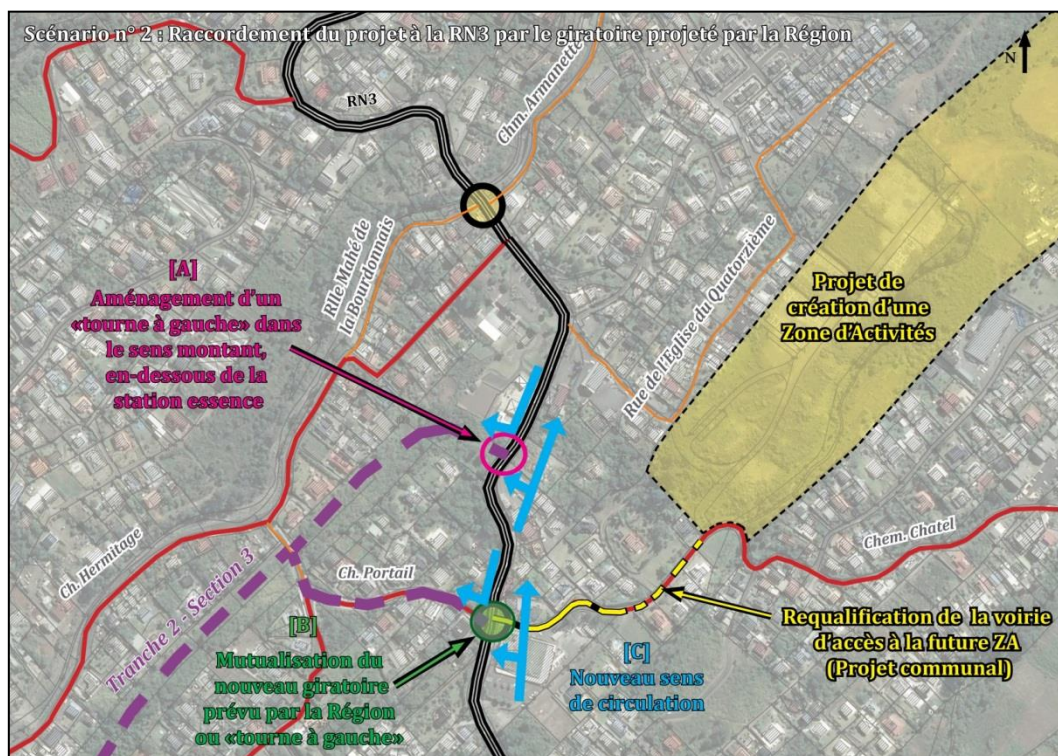 Scénario n° 2 : Raccordement du projet à la RN3 par le giratoire projeté par la Région
N
RN3
Chm. Armanette
[A]
Aménagement d'un
«tourne à gauche» dans
le sens montant,
en-dessous de la
station essence
Rlle Mahé de
la Bourdonnais
Rue de l'Eglise du Quatorzième
Projet de
création d'une
Zone d'Activités
Ch. Hermitage
Tranche 2 - Section 3
Ch. Portail
Chem. Chatel
[B]
Mutualisation du
nouveau giratoire
prévu par la Région
ou «tourne à gauche»
[C]
Nouveau sens
de circulation
Requalification de la voirie
d'accès à la future ZA
(Projet communal)